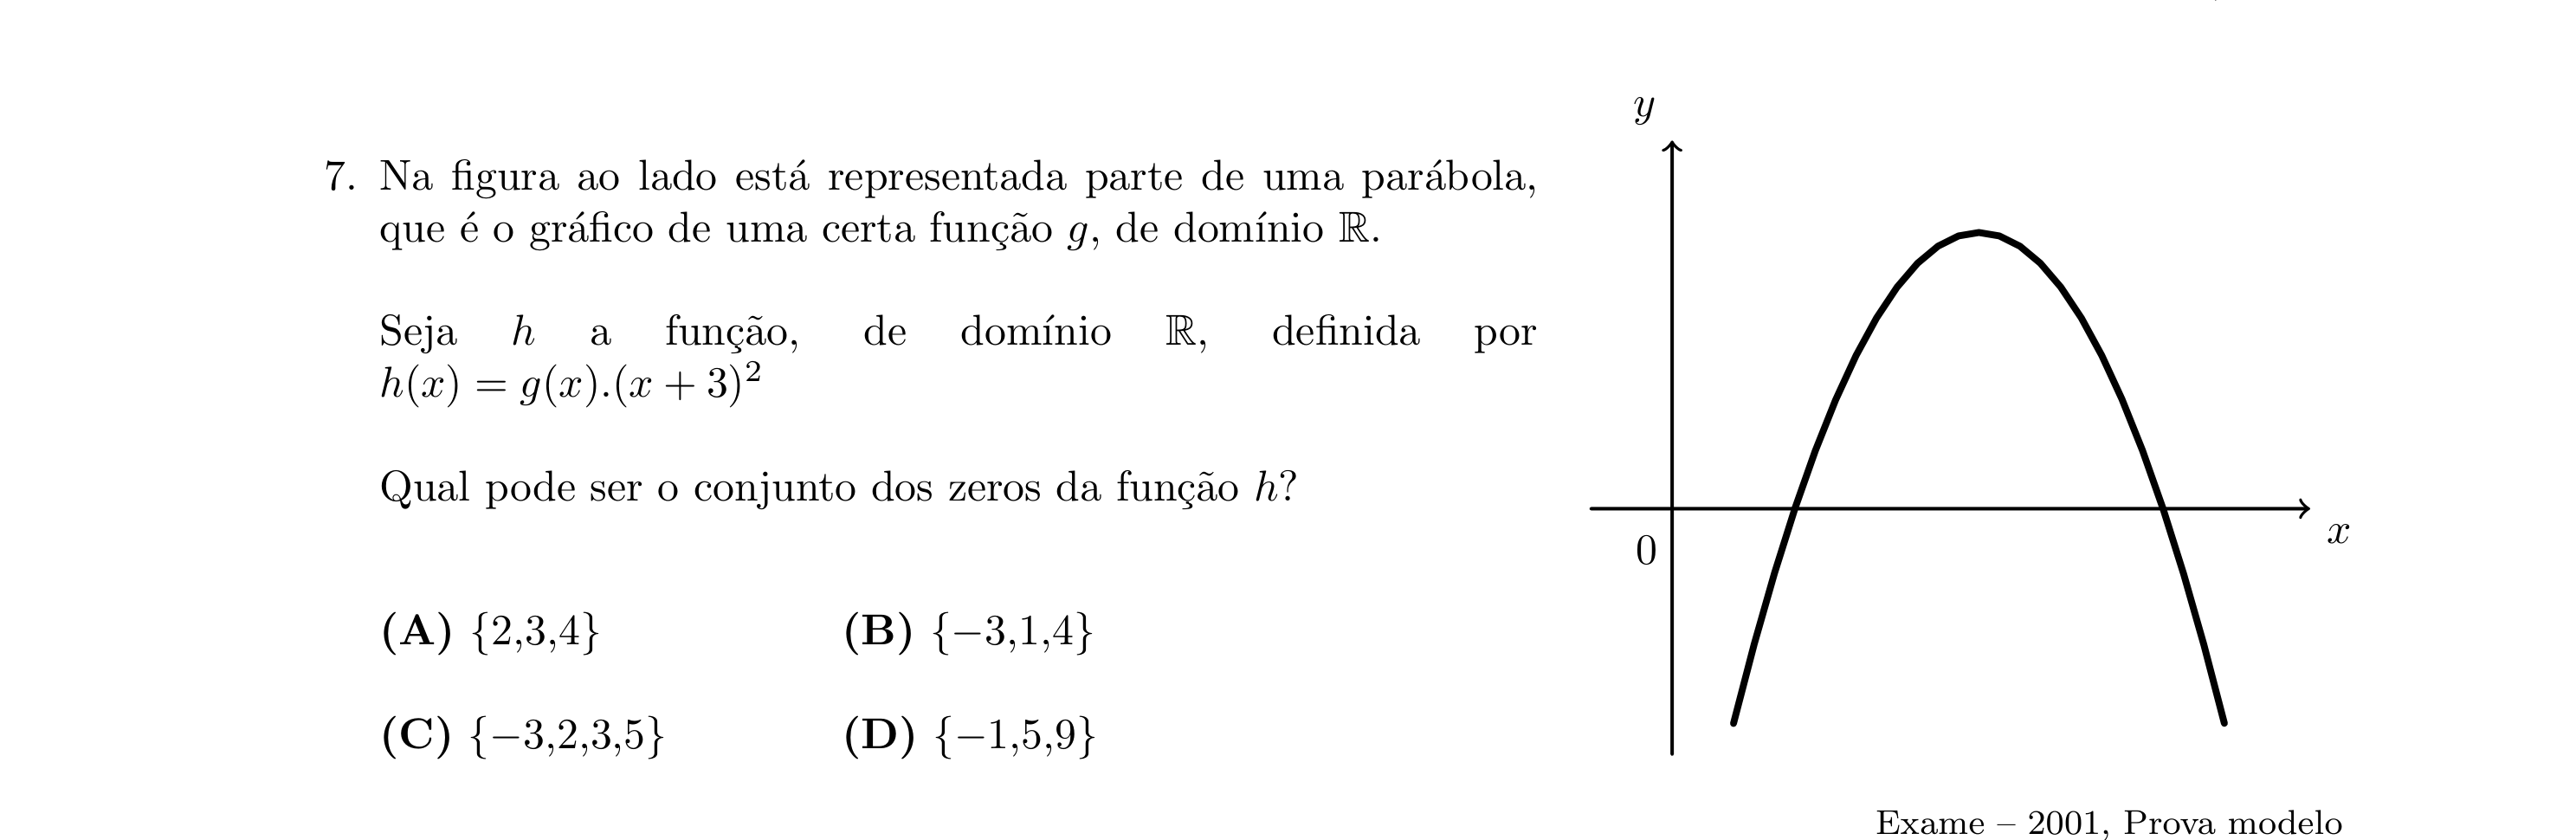 7. Na figura ao lado está representada parte de uma parábola,
que é o gráfico de uma certa função g, de domínio ℝ.
Seja h a função, de domínio ℝ, definida por
h(x) = g(x).(x + 3)²
Qual pode ser o conjunto dos zeros da função h?
(A) {2,3,4} (B) {−3,1,4}
(C) {−3,2,3,5} (D) {−1,5,9}
y
0
x
Exame – 2001, Prova modelo